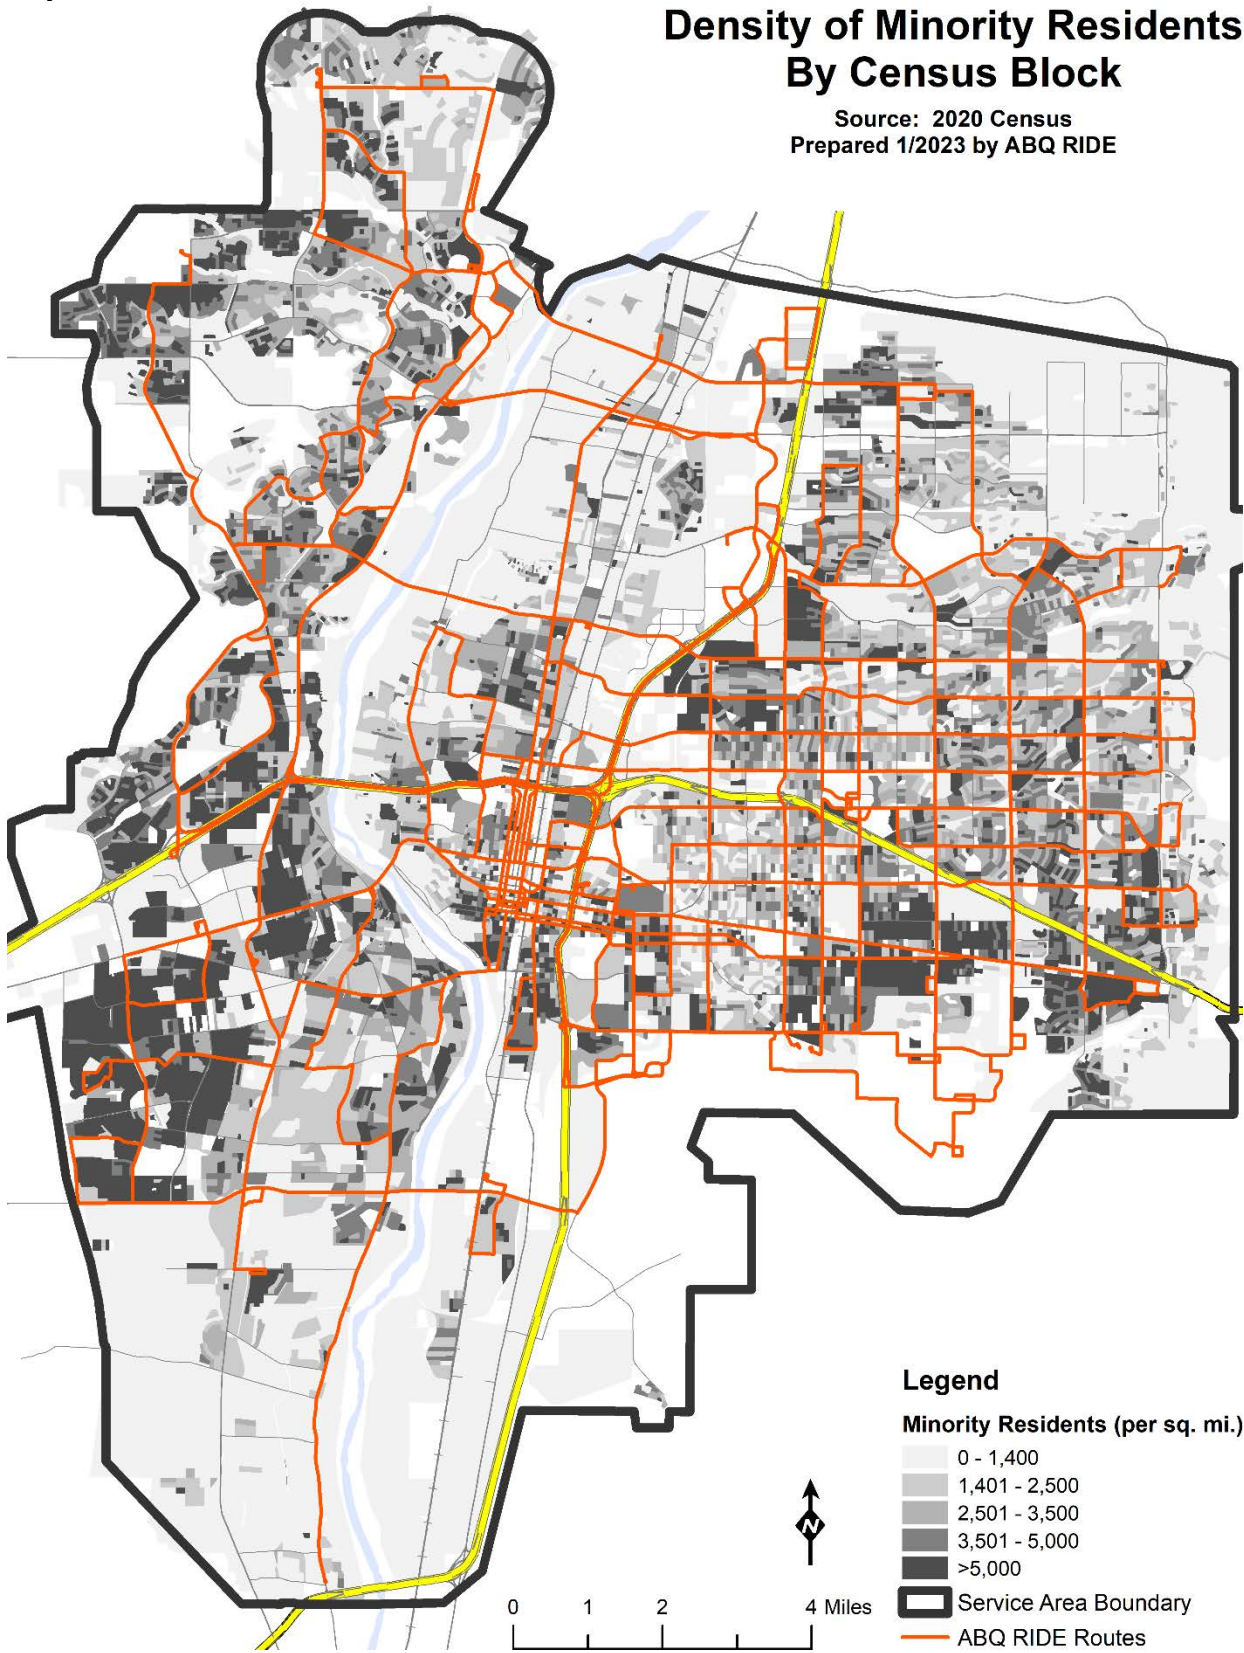 Density of Minority Residents
By Census Block
Source: 2020 Census
Prepared 1/2023 by ABQ RIDE
Legend
Minority Residents (per sq. mi.)
0 - 1,400
1,401 - 2,500
2,501 - 3,500
3,501 - 5,000
>5,000
Service Area Boundary
ABQ RIDE Routes
N
0 1 2 4 Miles